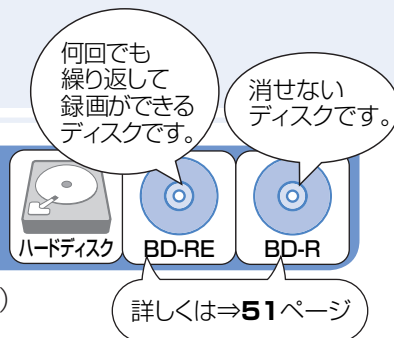 何回でも
繰り返して
録画ができる
ディスクです。
消せない
ディスクです。
ハードディスク
BD-RE
BD-R
)
詳しくは⇒51ページ